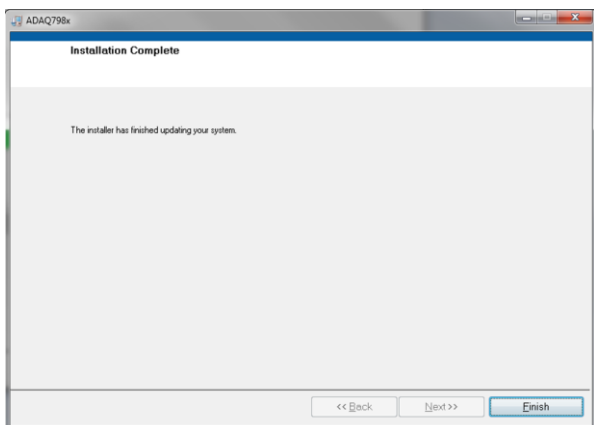 ADAQ798x
Installation Complete
The installer has finished updating your system.
<< Back
Next >>
Finish